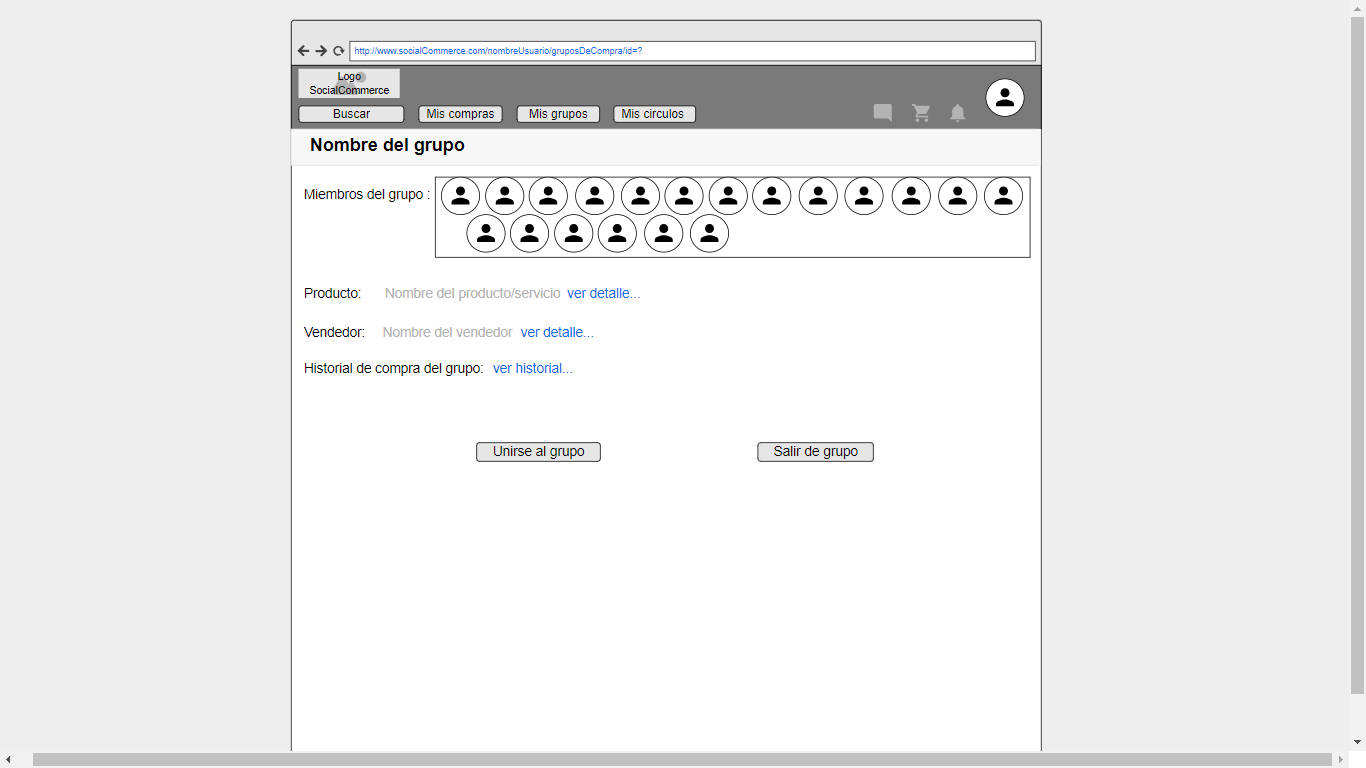 http://www.socialCommerce.com/nombreUsuario/gruposDeCompra/id=?
Logo
SocialCommerce
Buscar Mis compras Mis grupos Mis circulos
Nombre del grupo
Miembros del grupo :
Producto: Nombre del producto/servicio ver detalle...
Vendedor: Nombre del vendedor ver detalle...
Historial de compra del grupo: ver historial...
Unirse al grupo Salir de grupo